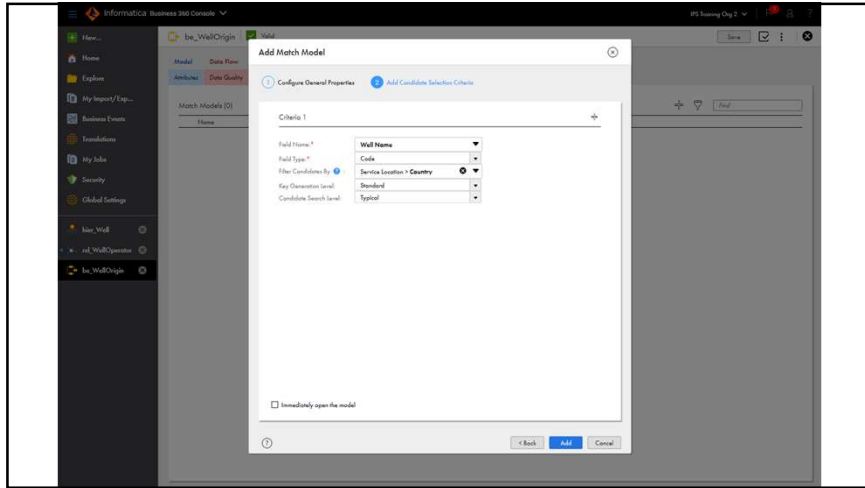 Informatica Business 360 Console
IPS Training Org 2
New...
Home
Explore
My Import/Exp...
Business Events
Translations
My Jobs
Security
Global Settings
hier_Well
rel_WellOperator
be_WellOrigin
be_WellOrigin Valid
Save
Model Data Flow
Attributes Data Quality
Match Models (0)
Find
Name
Add Match Model
1 Configure General Properties 2 Add Candidate Selection Criteria
Criteria 1
Field Name:* Well Name
Field Type:* Code
Filter Candidates By ? : Service Location > Country
Key Generation Level: Standard
Candidate Search Level: Typical
Immediately open the model
? < Back Add Cancel